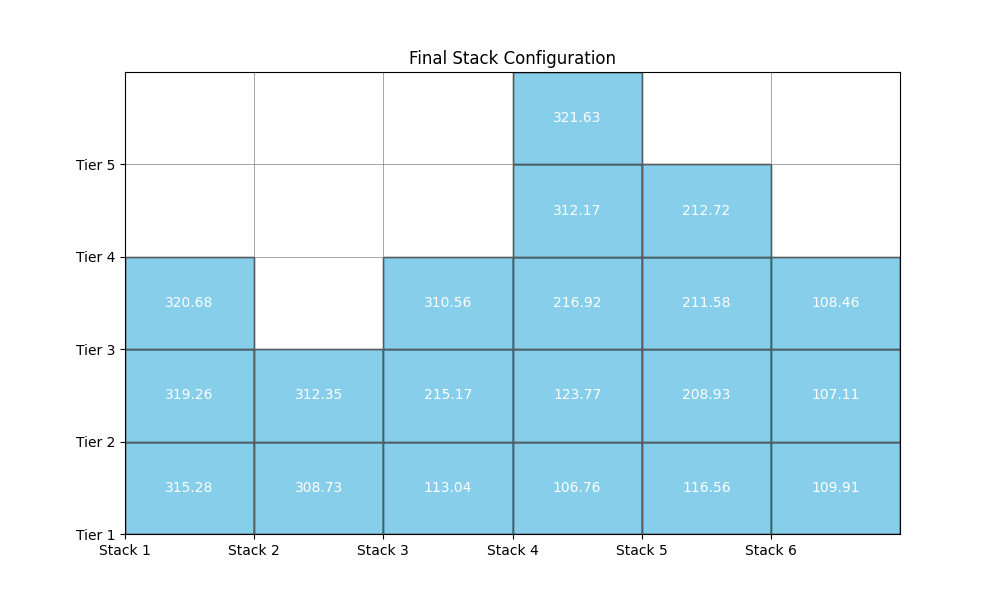 Final Stack Configuration
321.63
Tier 5
312.17 212.72
Tier 4
320.68 310.56 216.92 211.58 108.46
Tier 3
319.26 312.35 215.17 123.77 208.93 107.11
Tier 2
315.28 308.73 113.04 106.76 116.56 109.91
Tier 1
Stack 1 Stack 2 Stack 3 Stack 4 Stack 5 Stack 6